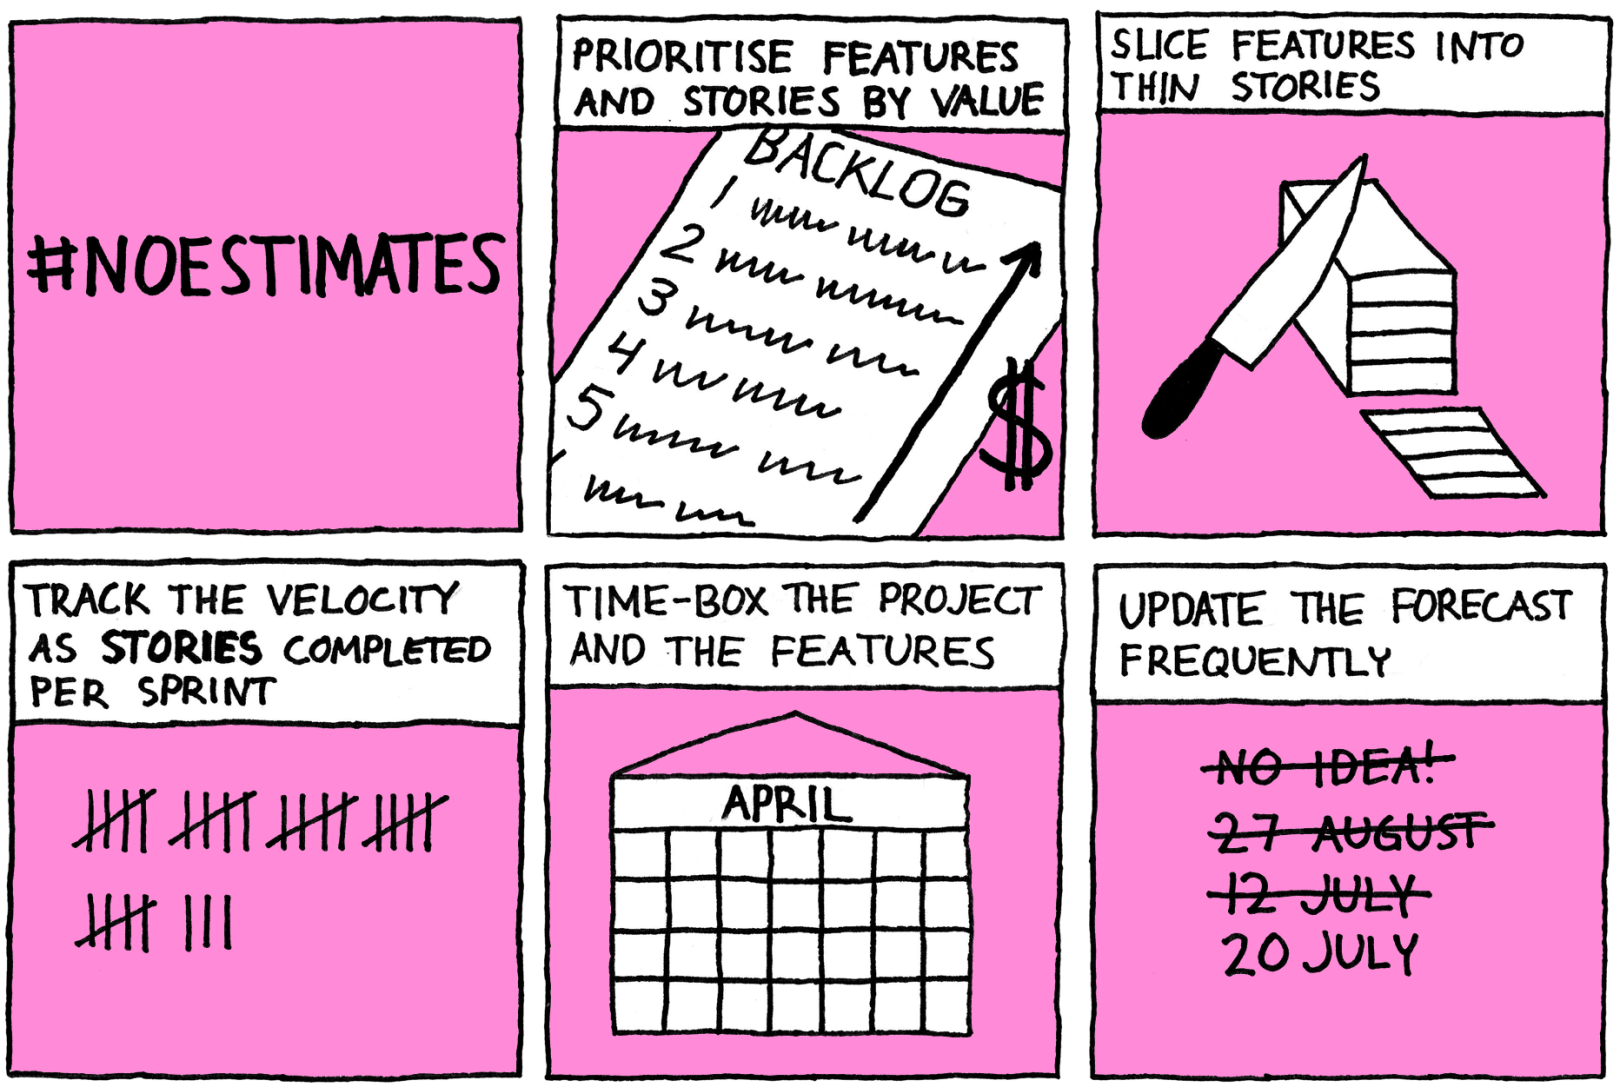 #NOESTIMATES
PRIORITISE FEATURES
AND STORIES BY VALUE
BACKLOG
1
2
3
4
5
$
SLICE FEATURES INTO
THIN STORIES
TRACK THE VELOCITY
AS STORIES COMPLETED
PER SPRINT
TIME-BOX THE PROJECT
AND THE FEATURES
APRIL
UPDATE THE FORECAST
FREQUENTLY
NO IDEA!
27 AUGUST
12 JULY
20 JULY